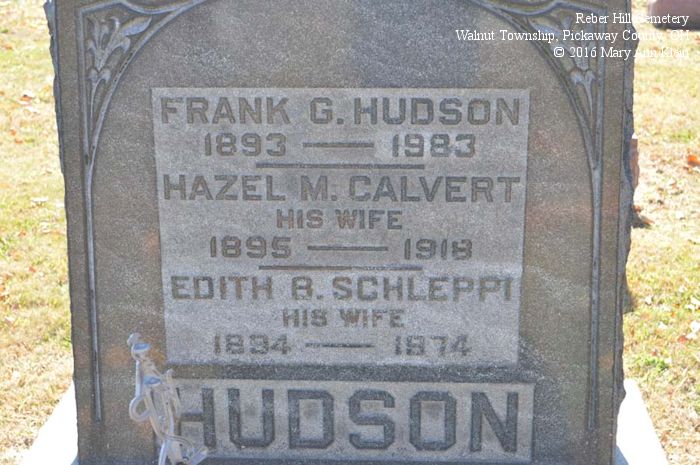 Reber Hill Cemetery
Walnut Township, Pickaway County, OH
© 2016 Mary Ann Klein
FRANK G. HUDSON
1893 — 1983
HAZEL M. CALVERT
HIS WIFE
1895 — 1918
EDITH B. SCHLEPPI
HIS WIFE
1894 — 1974
HUDSON